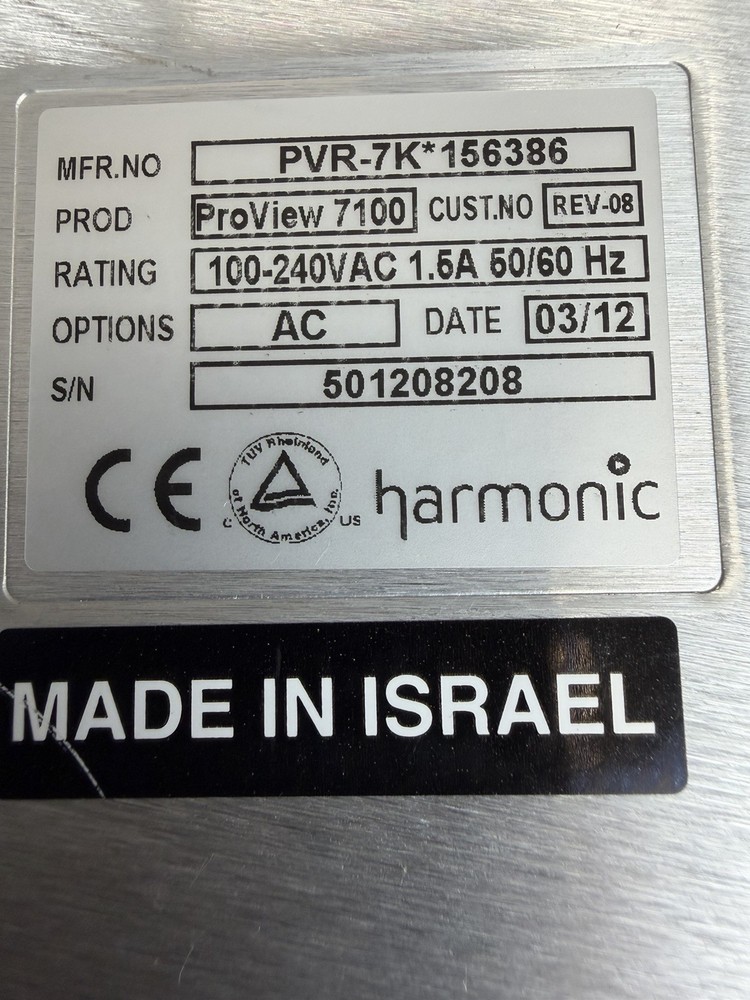 MFR.NO PVR-7K*156386
PROD ProView 7100 CUST.NO REV-08
RATING 100-240VAC 1.5A 50/60 Hz
OPTIONS AC DATE 03/12
S/N 501208208
CE TUV Rheinland of North America, Inc. C US harmonic
MADE IN ISRAEL